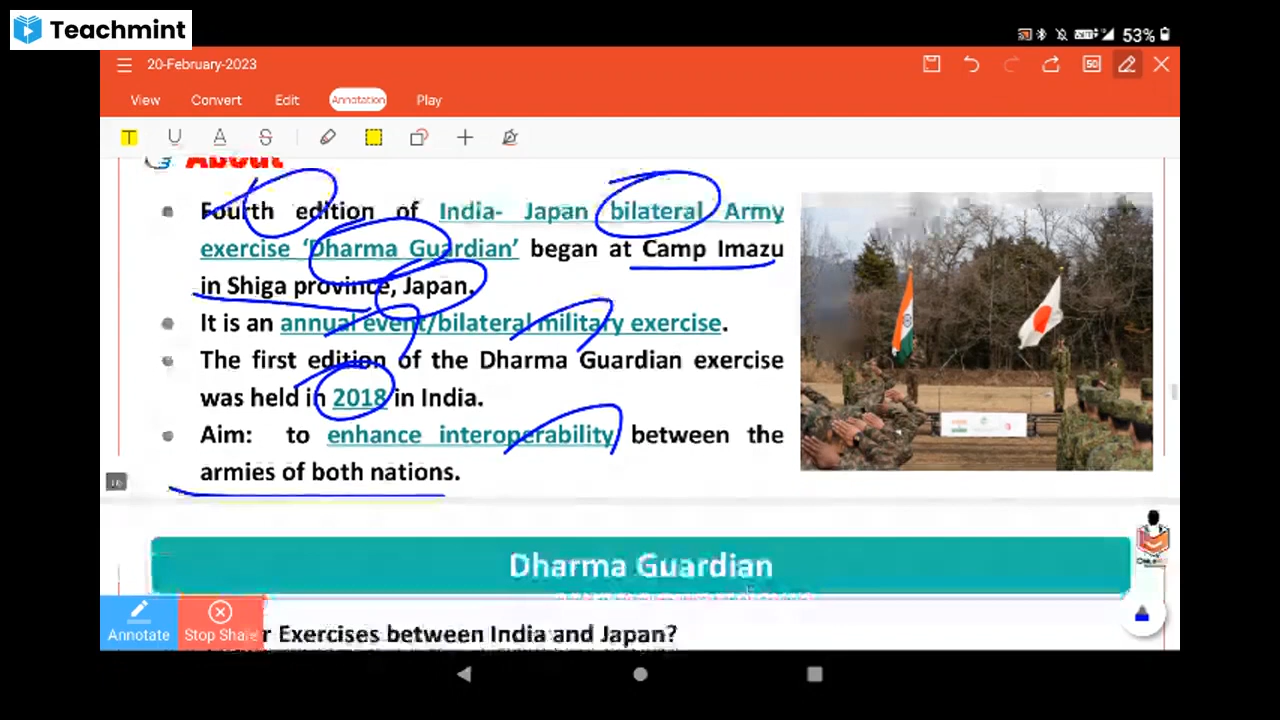 Teachmint
53%
20-February-2023
50
View Convert Edit Annotation Play
About
Fourth edition of India- Japan bilateral Army
exercise ‘Dharma Guardian’ began at Camp Imazu
in Shiga province, Japan.
It is an annual event/bilateral military exercise.
The first edition of the Dharma Guardian exercise
was held in 2018 in India.
Aim: to enhance interoperability between the
armies of both nations.
Dharma Guardian
Annotate
Stop Sha
Exercises between India and Japan?